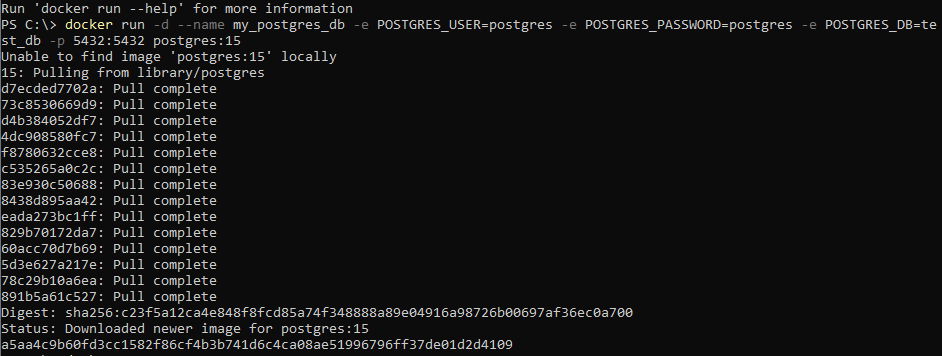 Run 'docker run --help' for more information
PS C:\> docker run -d --name my_postgres_db -e POSTGRES_USER=postgres -e POSTGRES_PASSWORD=postgres -e POSTGRES_DB=te
st_db -p 5432:5432 postgres:15
Unable to find image 'postgres:15' locally
15: Pulling from library/postgres
d7ecded7702a: Pull complete
73c8530669d9: Pull complete
d4b384052df7: Pull complete
4dc908580fc7: Pull complete
f8780632cce8: Pull complete
c535265a0c2c: Pull complete
83e930c50688: Pull complete
8438d895aa42: Pull complete
eada273bc1ff: Pull complete
829b70172da7: Pull complete
60acc70d7b69: Pull complete
5d3e627a217e: Pull complete
78c29b10a6ea: Pull complete
891b5a61c527: Pull complete
Digest: sha256:c23f5a12ca4e848f8fcd85a74f348888a89e04916a98726b00697af36ec0a700
Status: Downloaded newer image for postgres:15
a5aa4c9b60fd3cc1582f86cf4b3b741d6c4ca08ae51996796ff37de01d2d4109